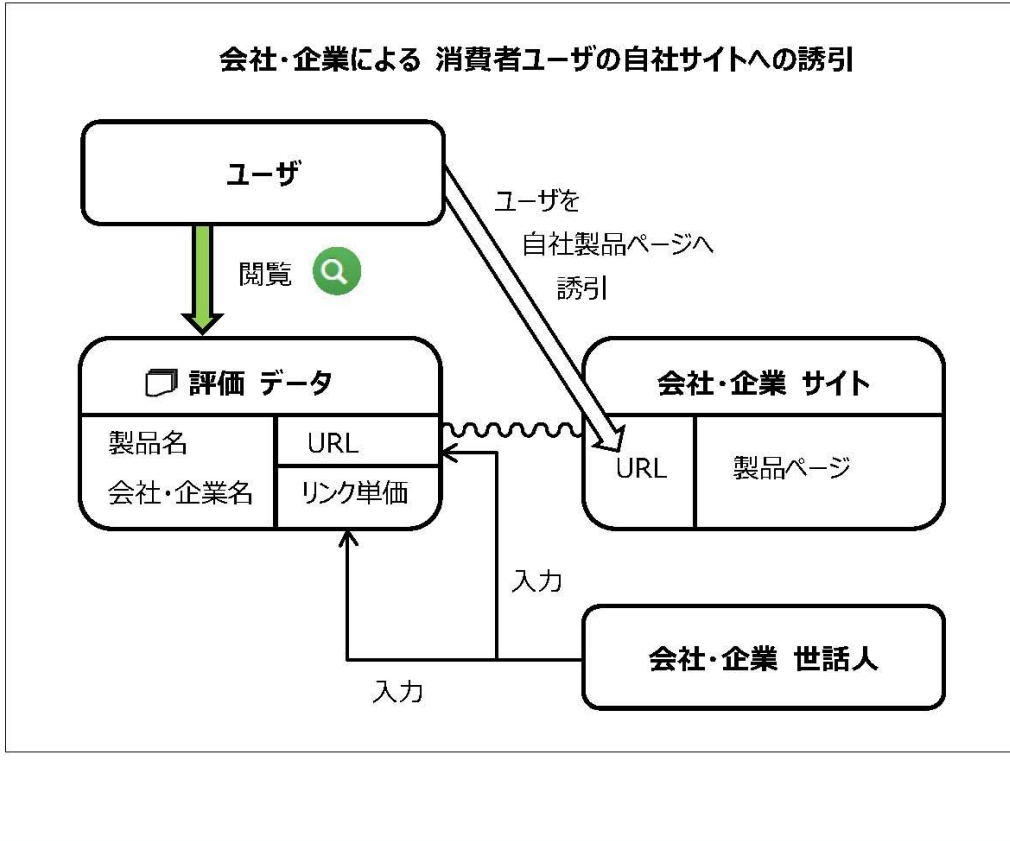 会社・企業による 消費者ユーザの自社サイトへの誘引
ユーザ
ユーザを
自社製品ページへ
誘引
閲覧
評価 データ
製品名
URL
会社・企業名
リンク単価
会社・企業 サイト
URL
製品ページ
入力
会社・企業 世話人
入力